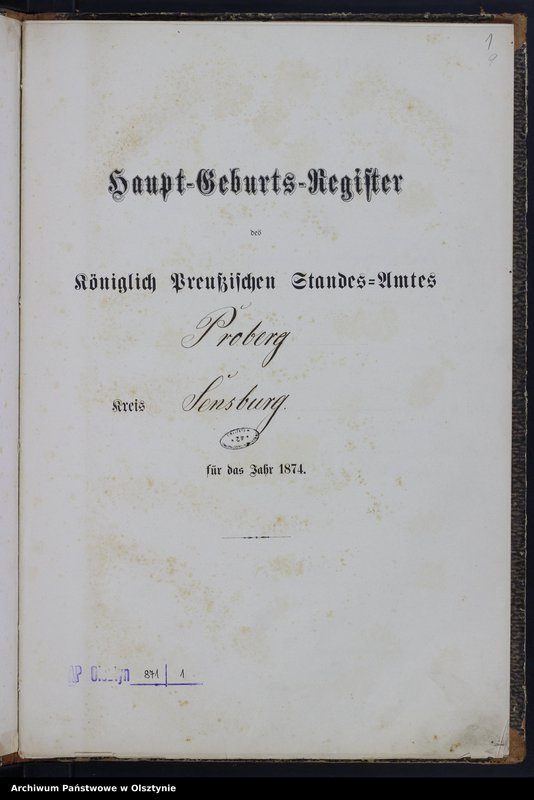 1
Haupt-Geburts-Register
des
Königlich Preußischen Standes-Amtes
Proberg
Kreis Sensburg.
für das Jahr 1874.
AP Olsztyn 871 1
Archiwum Państwowe w Olsztynie